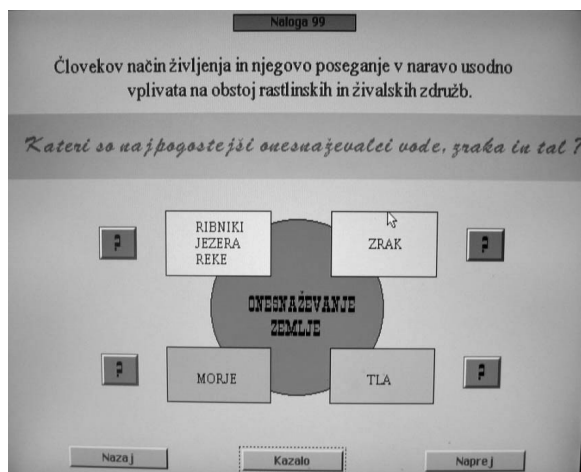 Naloga 99
Človekov način življenja in njegovo poseganje v naravo usodno
vplivata na obstoj rastlinskih in živalskih združb.
Kateri so najpogostejši onesnaževalci vode, zraka in tal ?
RIBNIKI
JEZERA
REKE
ZRAK
?
?
ONESNAŽEVANJE
ZEMLJE
MORJE
TLA
?
?
Nazaj
Kazalo
Naprej